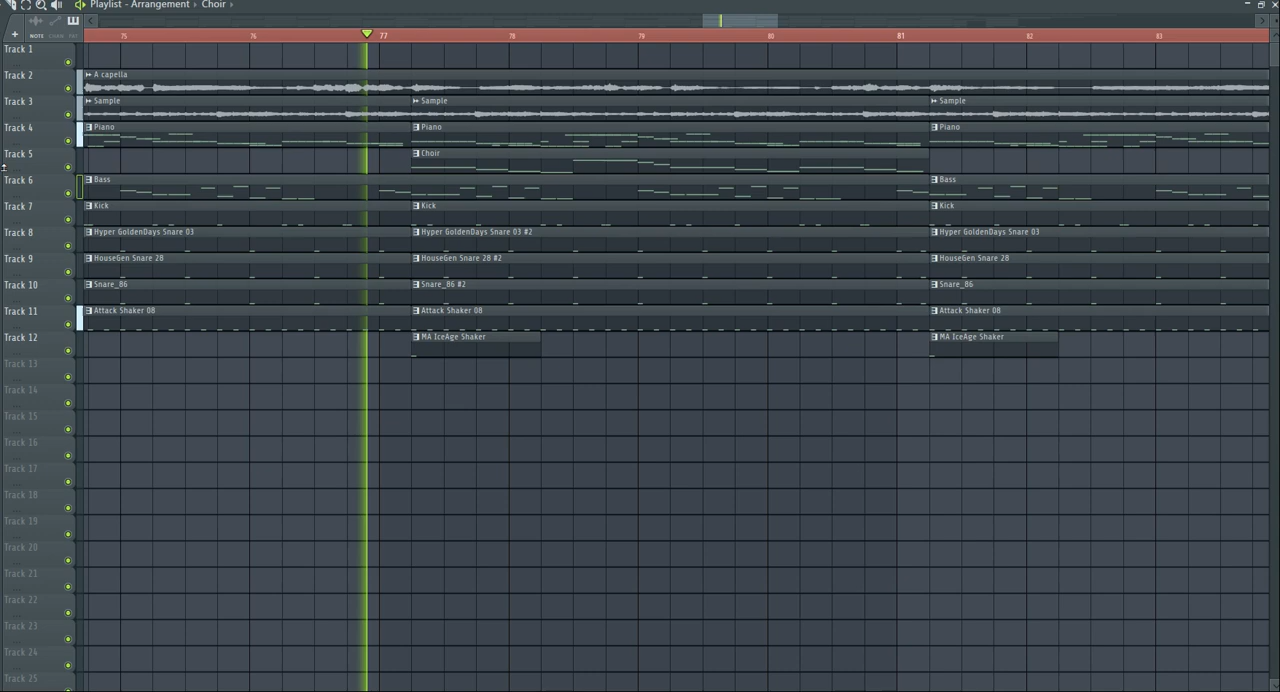 Playlist - Arrangement › Choir ›
NOTE CHAN PAT
75 76 77 78 79 80 81 82 83
Track 1
Track 2 A capella
Track 3 Sample Sample Sample
Track 4 Piano Piano Piano
Track 5 Choir
Track 6 Bass Bass
Track 7 Kick Kick Kick
Track 8 Hyper GoldenDays Snare 03 Hyper GoldenDays Snare 03 #2 Hyper GoldenDays Snare 03
Track 9 HouseGen Snare 28 HouseGen Snare 28 #2 HouseGen Snare 28
Track 10 Snare_86 Snare_86 #2 Snare_86
Track 11 Attack Shaker 08 Attack Shaker 08 Attack Shaker 08
Track 12 MA IceAge Shaker MA IceAge Shaker
Track 13
Track 14
Track 15
Track 16
Track 17
Track 18
Track 19
Track 20
Track 21
Track 22
Track 23
Track 24
Track 25